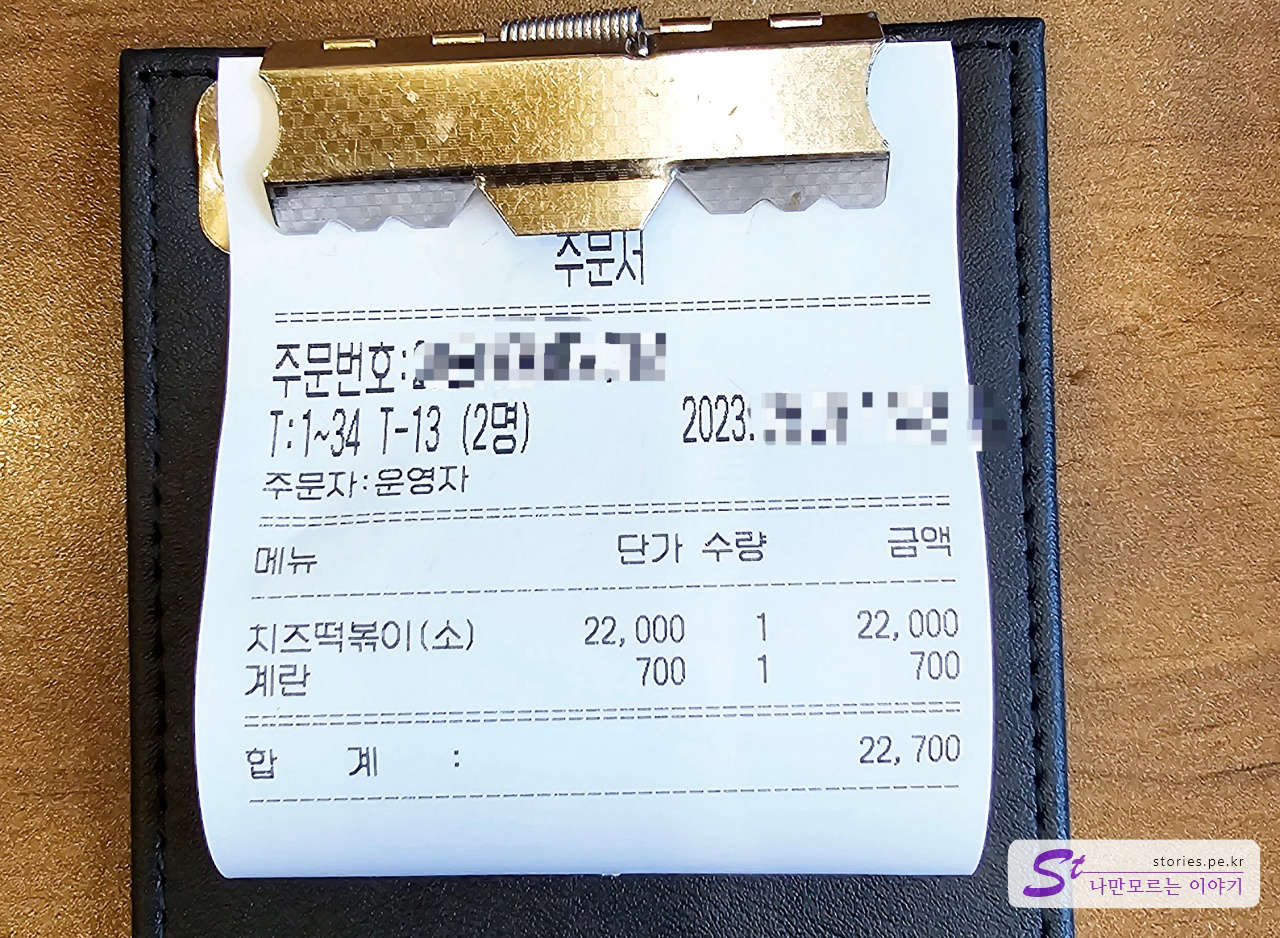 주문서
주문번호:
T:1~34 T-13 (2명) 2023.
주문자:운영자
메뉴 단가 수량 금액
치즈떡볶이(소) 22,000 1 22,000
계란 700 1 700
합 계 : 22,700
St stories.pe.kr
나만모르는 이야기